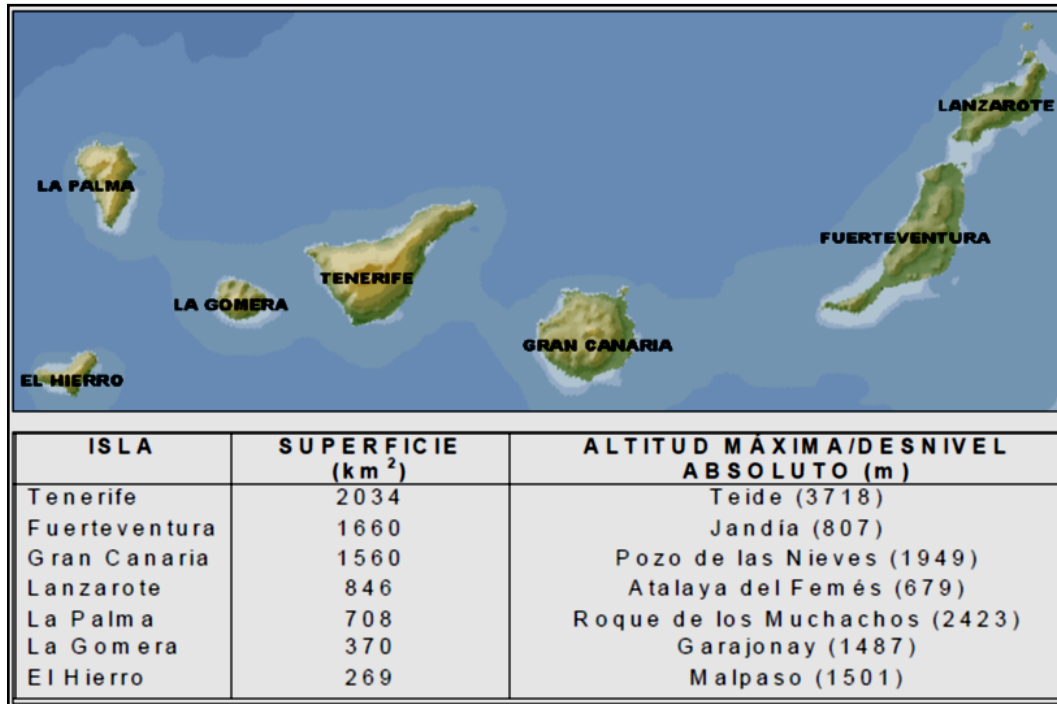 LANZAROTE
LA PALMA
FUERTEVENTURA
TENERIFE
LA GOMERA
GRAN CANARIA
EL HIERRO
ISLA SUPERFICIE (km²) ALTITUD MÁXIMA/DESNIVEL ABSOLUTO (m)
Tenerife 2034 Teide (3718)
Fuerteventura 1660 Jandía (807)
Gran Canaria 1560 Pozo de las Nieves (1949)
Lanzarote 846 Atalaya del Femés (679)
La Palma 708 Roque de los Muchachos (2423)
La Gomera 370 Garajonay (1487)
El Hierro 269 Malpaso (1501)